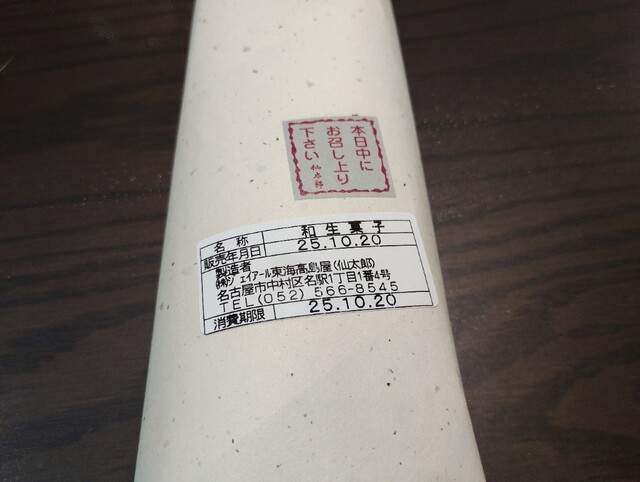 本日中に
お召し上り
下さい 仙太郎
名称 和生菓子
販売年月日 25.10.20
製造者
㈱ジェイアール東海高島屋(仙太郎)
名古屋市中村区名駅1丁目1番4号
TEL(052) 566-8545
消費期限 25.10.20